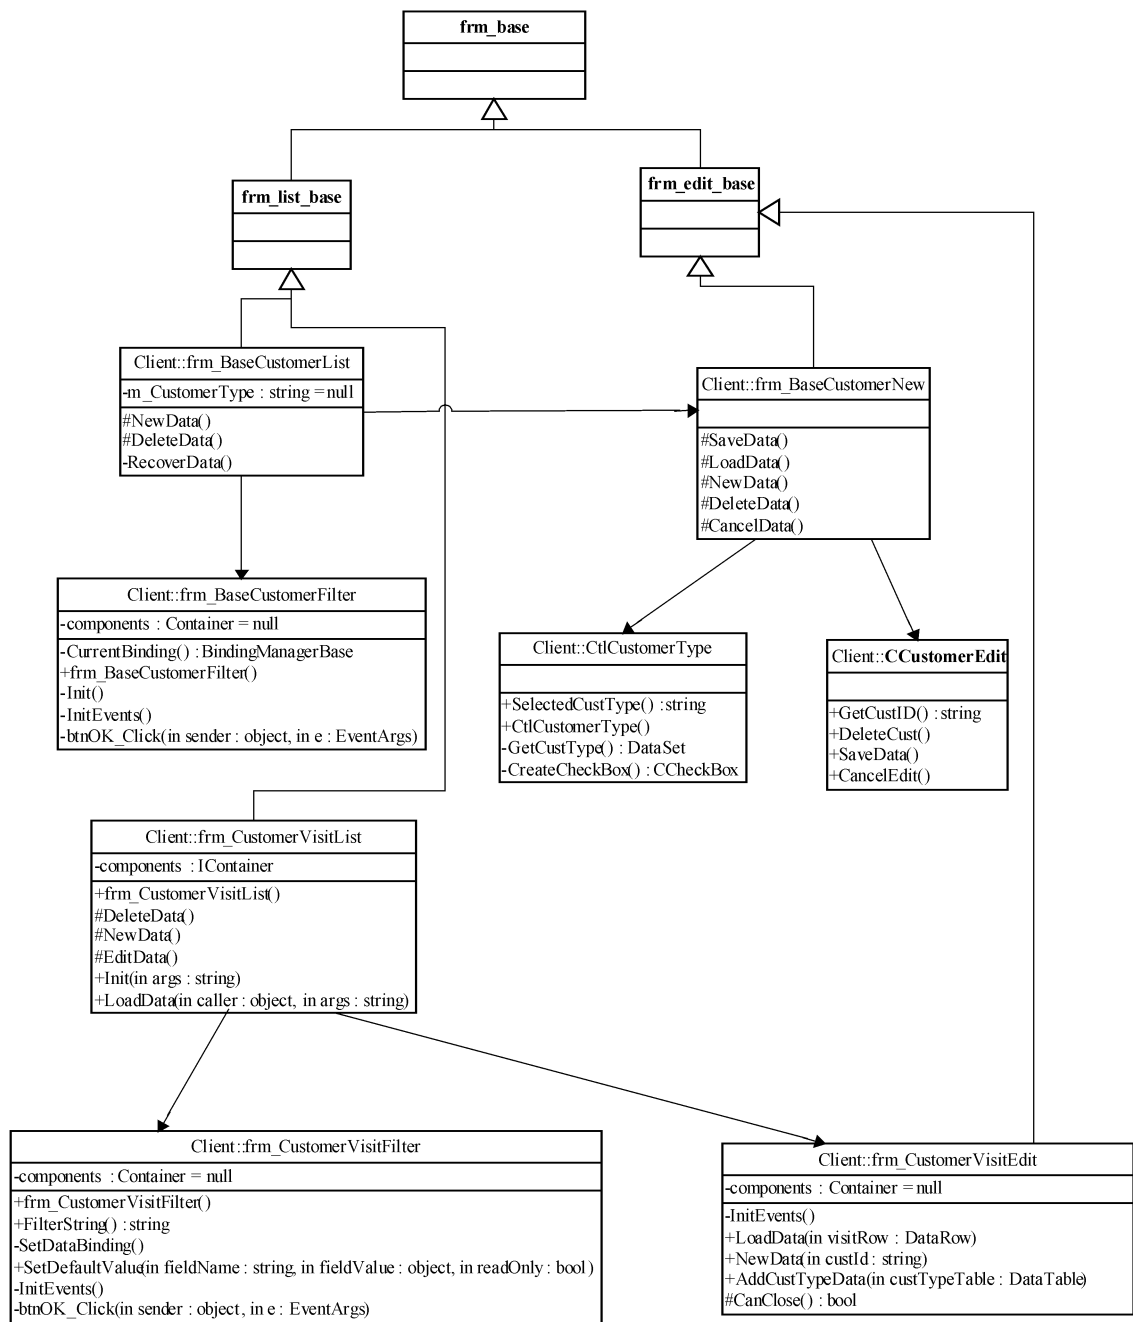 frm_base
frm_list_base
frm_edit_base
Client::frm_BaseCustomerList
-m_CustomerType : string = null
#NewData()
#DeleteData()
-RecoverData()
Client::frm_BaseCustomerNew
#SaveData()
#LoadData()
#NewData()
#DeleteData()
#CancelData()
Client::frm_BaseCustomerFilter
-components : Container = null
-CurrentBinding() : BindingManagerBase
+frm_BaseCustomerFilter()
-Init()
-InitEvents()
-btnOK_Click(in sender : object, in e : EventArgs)
Client::CtlCustomerType
+SelectedCustType() : string
+CtlCustomerType()
-GetCustType() : DataSet
-CreateCheckBox() : CCheckBox
Client::CCustomerEdit
+GetCustID() : string
+DeleteCust()
+SaveData()
+CancelEdit()
Client::frm_CustomerVisitList
-components : IContainer
+frm_CustomerVisitList()
#DeleteData()
#NewData()
#EditData()
+Init(in args : string)
+LoadData(in caller : object, in args : string)
Client::frm_CustomerVisitFilter
-components : Container = null
+frm_CustomerVisitFilter()
+FilterString() : string
-SetDataBinding()
+SetDefaultValue(in fieldName : string, in fieldValue : object, in readOnly : bool)
-InitEvents()
-btnOK_Click(in sender : object, in e : EventArgs)
Client::frm_CustomerVisitEdit
-components : Container = null
-InitEvents()
+LoadData(in visitRow : DataRow)
+NewData(in custId : string)
+AddCustTypeData(in custTypeTable : DataTable)
#CanClose() : bool